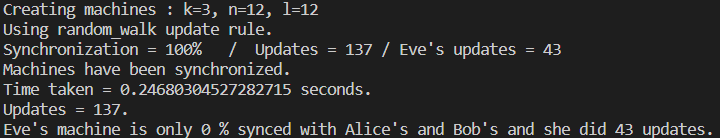 Creating machines : k=3, n=12, l=12
Using random_walk update rule.
Synchronization = 100%   /  Updates = 137 / Eve's updates = 43
Machines have been synchronized.
Time taken = 0.24680304527282715 seconds.
Updates = 137.
Eve's machine is only 0 % synced with Alice's and Bob's and she did 43 updates.